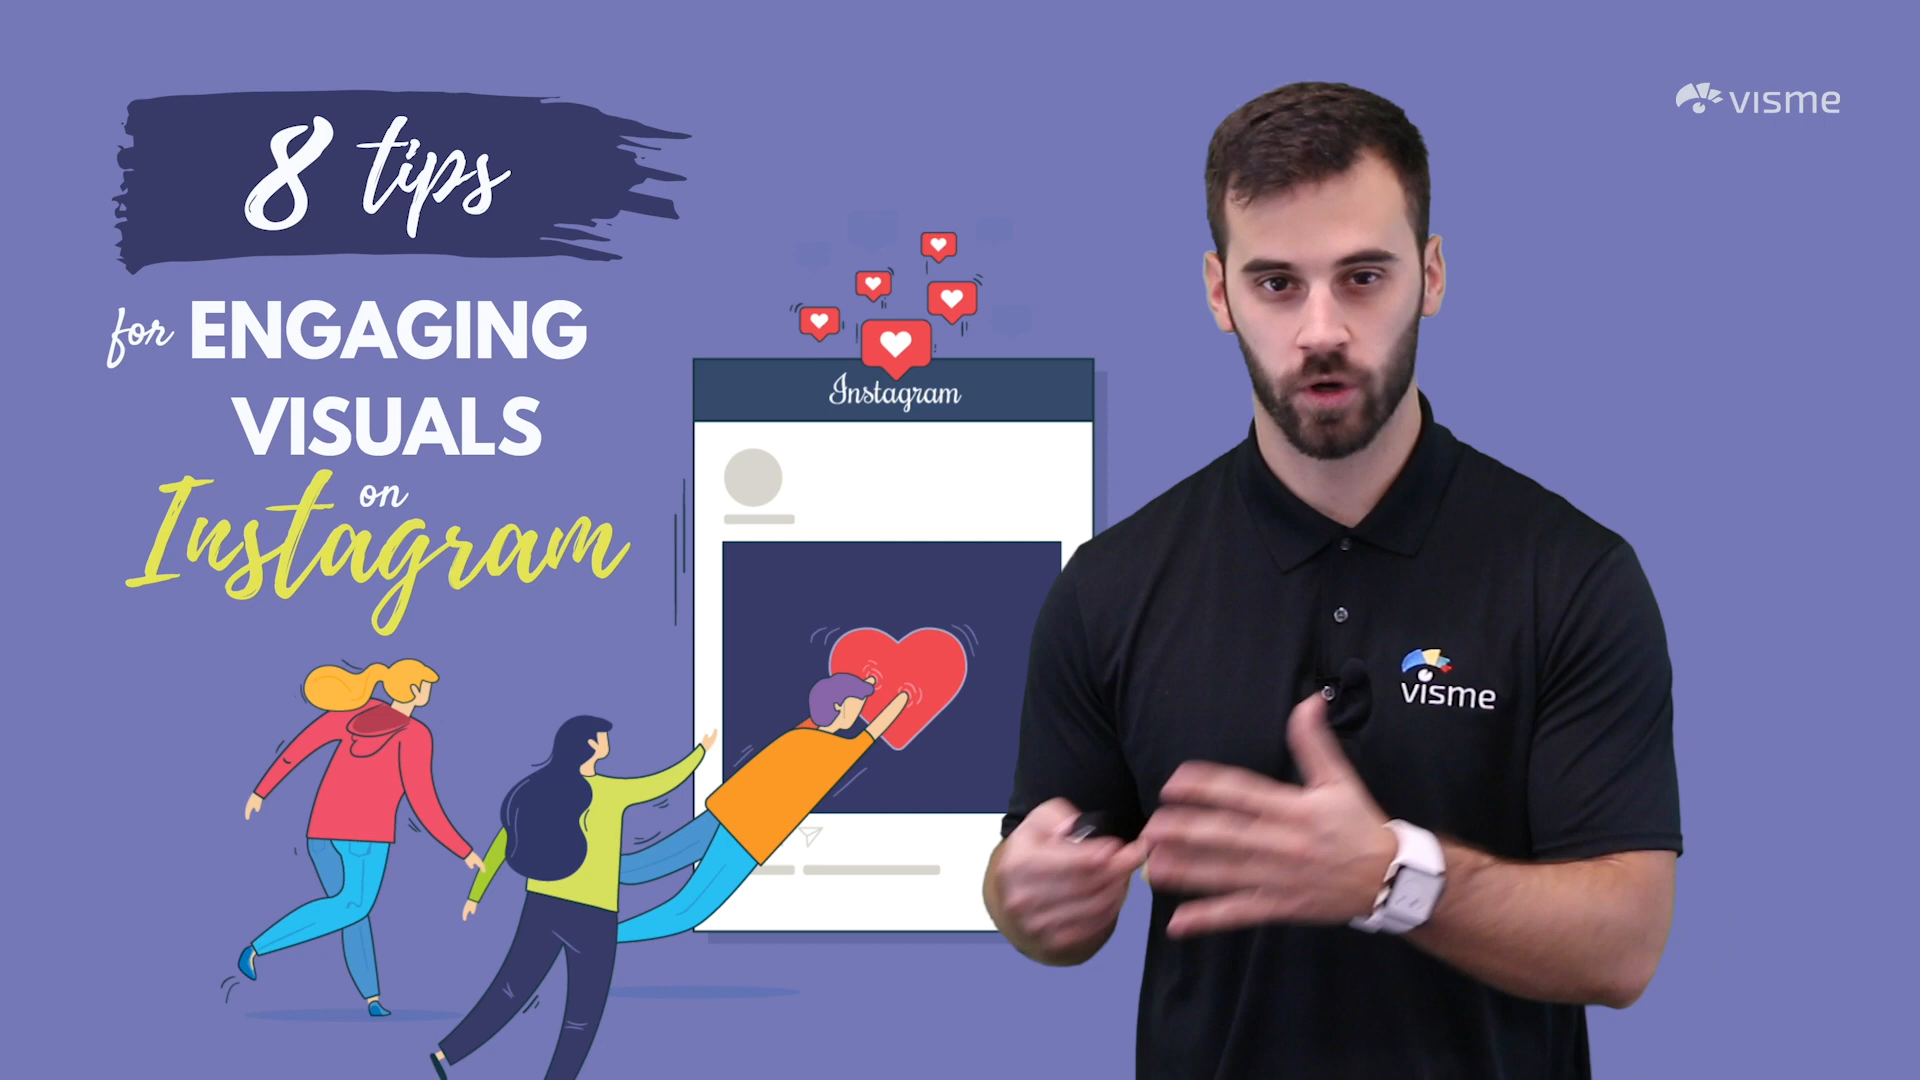 8 tips
for ENGAGING
VISUALS
on
Instagram
Instagram
visme
visme